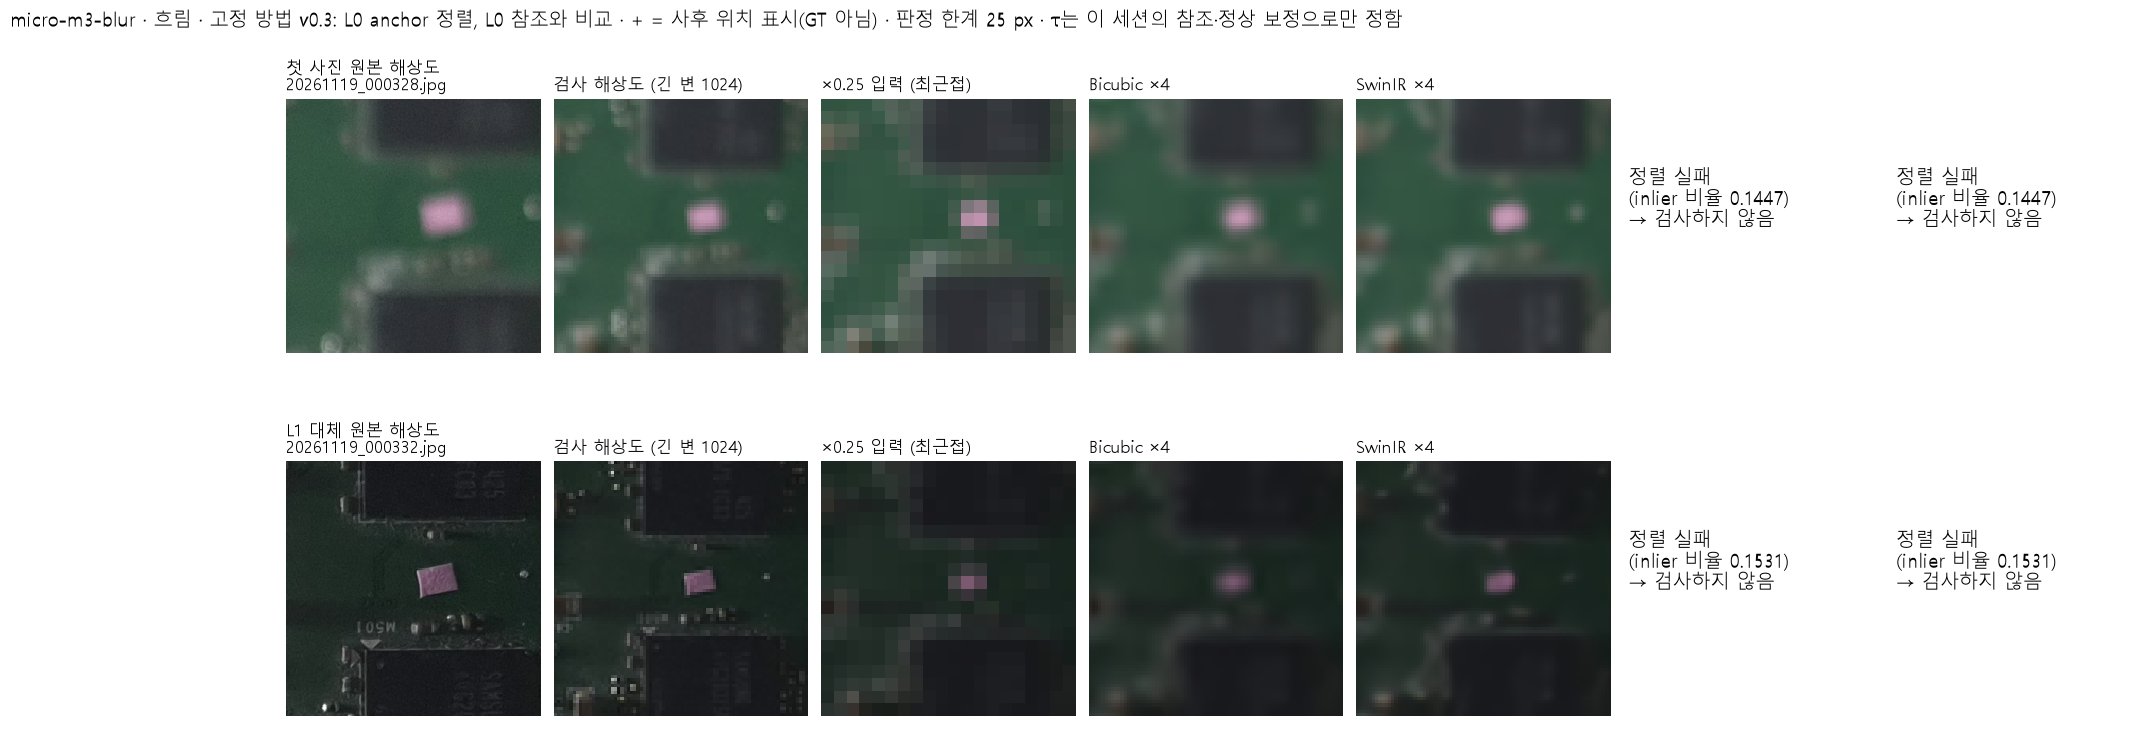 micro-m3-blur · 흐림 · 고정 방법 v0.3: L0 anchor 정렬, L0 참조와 비교 · + = 사후 위치 표시(GT 아님) · 판정 한계 25 px · τ는 이 세션의 참조·정상 보정으로만 정함
첫 사진 원본 해상도
20261119_000328.jpg
검사 해상도 (긴 변 1024)
×0.25 입력 (최근접)
Bicubic ×4
SwinIR ×4
정렬 실패
(inlier 비율 0.1447)
→ 검사하지 않음
정렬 실패
(inlier 비율 0.1447)
→ 검사하지 않음
L1 대체 원본 해상도
20261119_000332.jpg
검사 해상도 (긴 변 1024)
×0.25 입력 (최근접)
Bicubic ×4
SwinIR ×4
정렬 실패
(inlier 비율 0.1531)
→ 검사하지 않음
정렬 실패
(inlier 비율 0.1531)
→ 검사하지 않음
M501